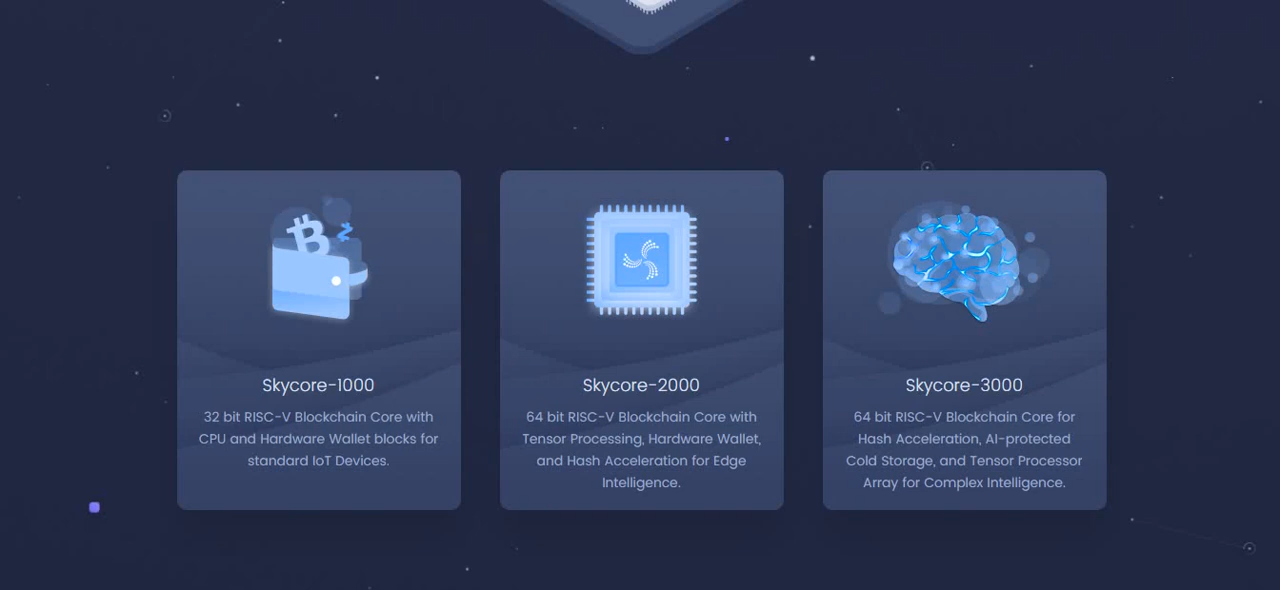 Skycore-1000
32 bit RISC-V Blockchain Core with
CPU and Hardware Wallet blocks for
standard IoT Devices.
Skycore-2000
64 bit RISC-V Blockchain Core with
Tensor Processing, Hardware Wallet,
and Hash Acceleration for Edge
Intelligence.
Skycore-3000
64 bit RISC-V Blockchain Core for
Hash Acceleration, AI-protected
Cold Storage, and Tensor Processor
Array for Complex Intelligence.